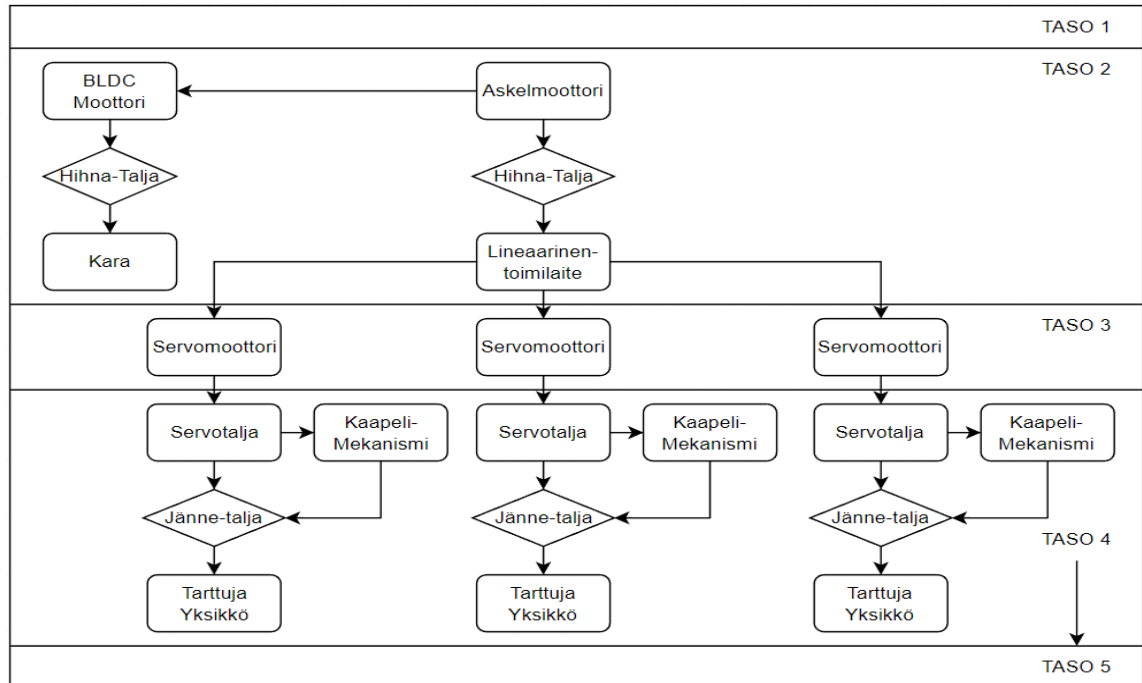 TASO 1
TASO 2
BLDC
Moottori
Askelmoottori
Hihna-Talja
Hihna-Talja
Kara
Lineaarinen-
toimilaite
TASO 3
Servomoottori
Servomoottori
Servomoottori
Servotalja
Kaapeli-
Mekanismi
Servotalja
Kaapeli-
Mekanismi
Servotalja
Kaapeli-
Mekanismi
Jänne-talja
Jänne-talja
Jänne-talja
TASO 4
Tarttuja
Yksikkö
Tarttuja
Yksikkö
Tarttuja
Yksikkö
TASO 5